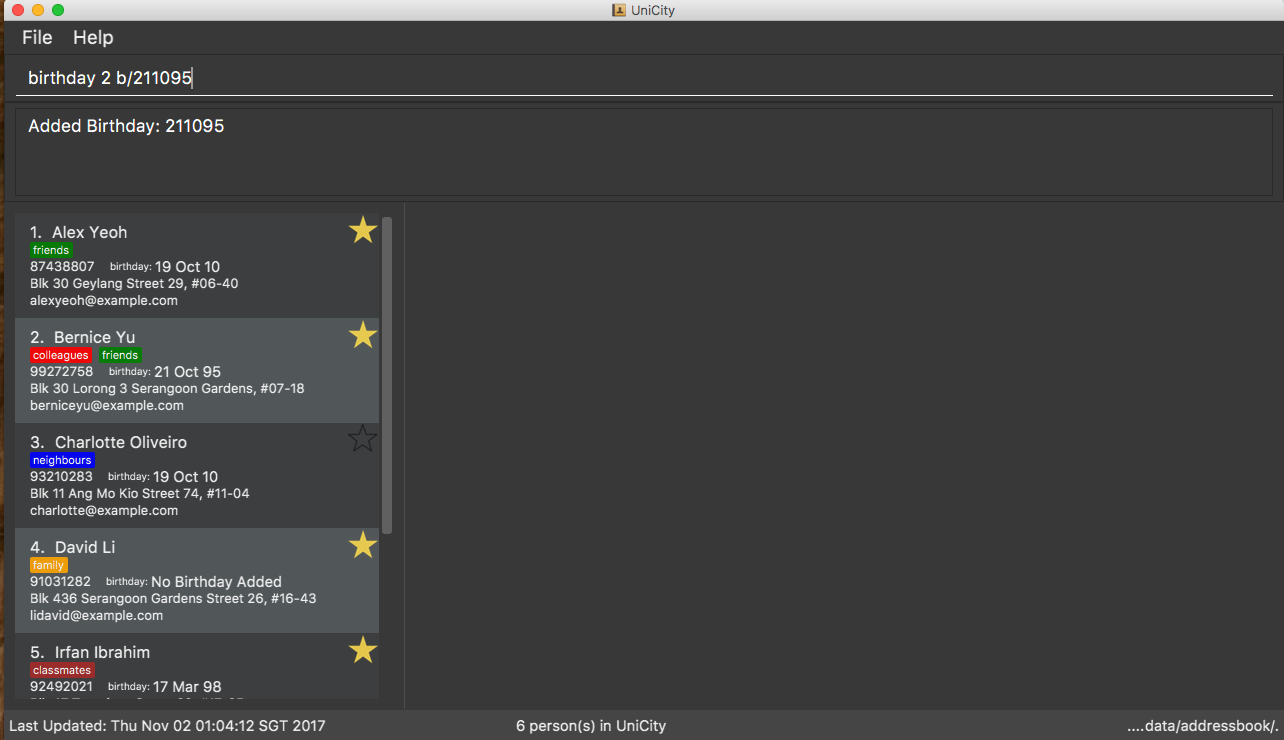 UniCity
File Help
birthday 2 b/211095
Added Birthday: 211095
1. Alex Yeoh
friends
87438807 birthday: 19 Oct 10
Blk 30 Geylang Street 29, #06-40
alexyeoh@example.com
2. Bernice Yu
colleagues friends
99272758 birthday: 21 Oct 95
Blk 30 Lorong 3 Serangoon Gardens, #07-18
berniceyu@example.com
3. Charlotte Oliveiro
neighbours
93210283 birthday: 19 Oct 10
Blk 11 Ang Mo Kio Street 74, #11-04
charlotte@example.com
4. David Li
family
91031282 birthday: No Birthday Added
Blk 436 Serangoon Gardens Street 26, #16-43
lidavid@example.com
5. Irfan Ibrahim
classmates
92492021 birthday: 17 Mar 98
Last Updated: Thu Nov 02 01:04:12 SGT 2017
6 person(s) in UniCity
....data/addressbook/.